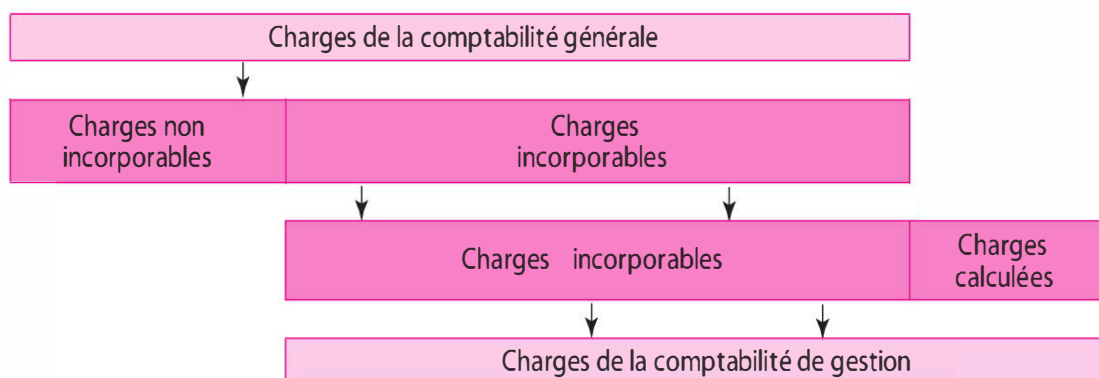 Charges de la comptabilité générale
Charges non
incorporables
Charges
incorporables
Charges incorporables
Charges
calculées
Charges de la comptabilité de gestion